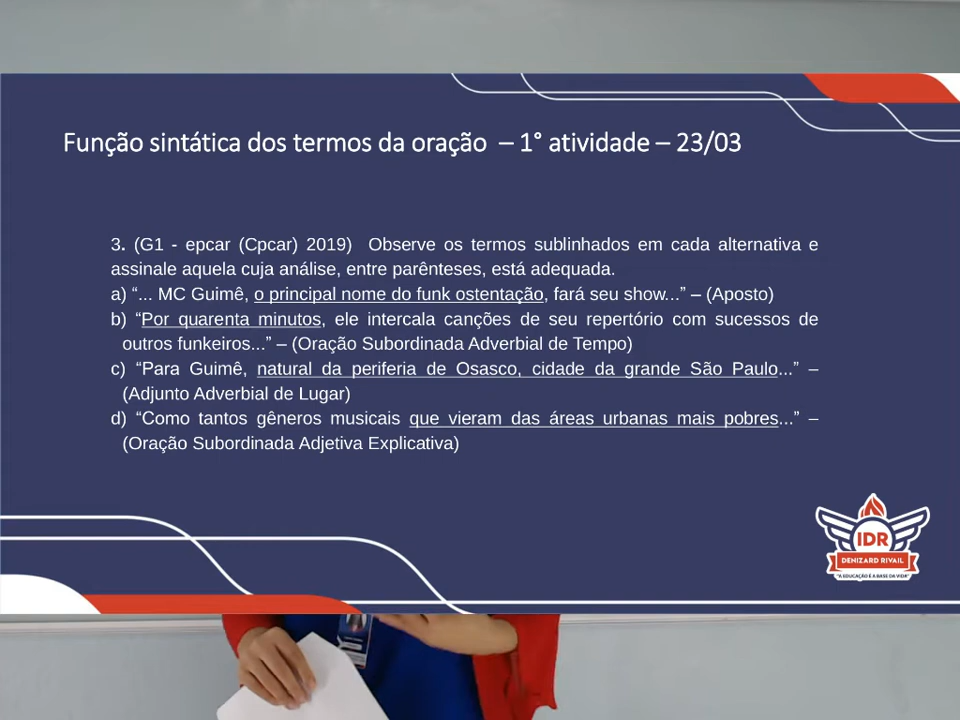 Função sintática dos termos da oração – 1° atividade – 23/03
3. (G1 - epcar (Cpcar) 2019) Observe os termos sublinhados em cada alternativa e
assinale aquela cuja análise, entre parênteses, está adequada.
a) “... MC Guimê, o principal nome do funk ostentação, fará seu show...” – (Aposto)
b) “Por quarenta minutos, ele intercala canções de seu repertório com sucessos de
outros funkeiros...” – (Oração Subordinada Adverbial de Tempo)
c) “Para Guimê, natural da periferia de Osasco, cidade da grande São Paulo...” –
(Adjunto Adverbial de Lugar)
d) “Como tantos gêneros musicais que vieram das áreas urbanas mais pobres...” –
(Oração Subordinada Adjetiva Explicativa)
IDR
DENIZARD RIVAIL
"A EDUCAÇÃO É A BASE DA VIDA"